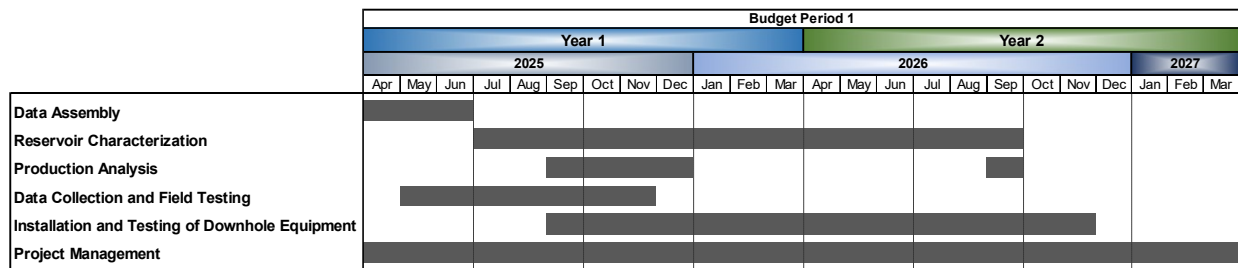 Budget Period 1
Year 1 Year 2
2025 2026 2027
Apr May Jun Jul Aug Sep Oct Nov Dec Jan Feb Mar Apr May Jun Jul Aug Sep Oct Nov Dec Jan Feb Mar
Data Assembly
Reservoir Characterization
Production Analysis
Data Collection and Field Testing
Installation and Testing of Downhole Equipment
Project Management